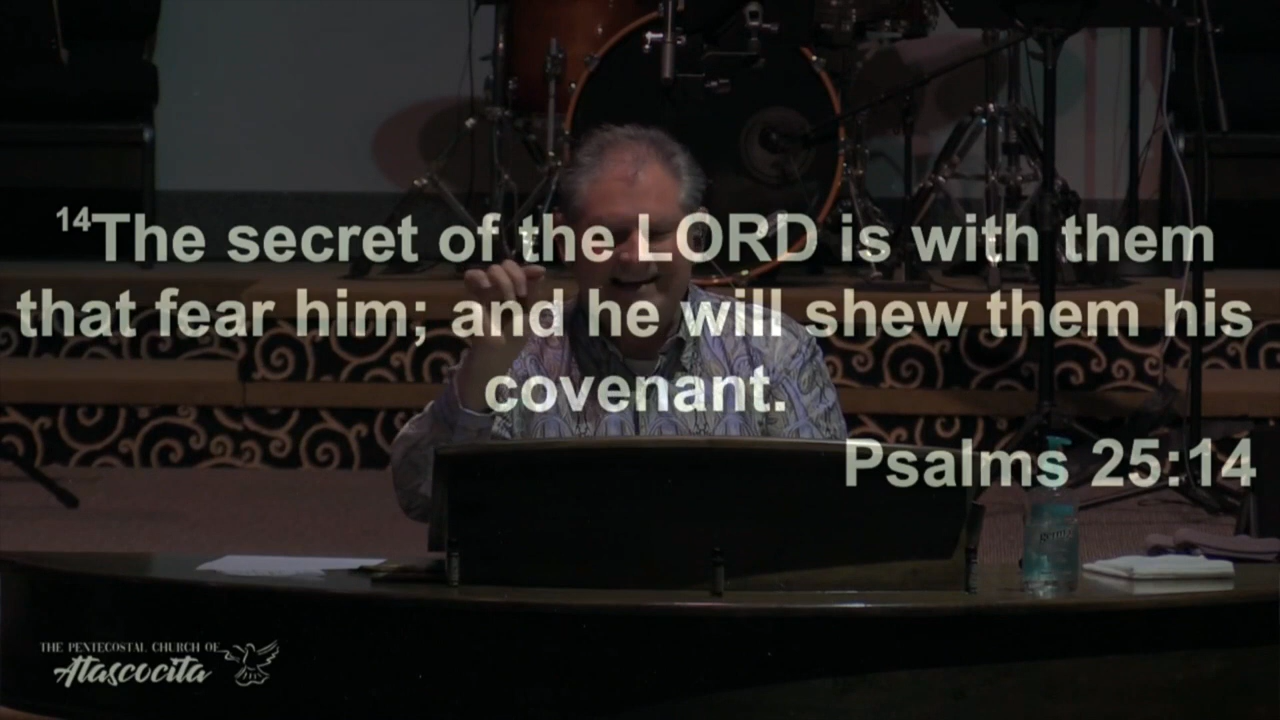 14The secret of the LORD is with them
that fear him; and he will shew them his
covenant.
Psalms 25:14
THE PENTECOSTAL CHURCH OF
Atascocita